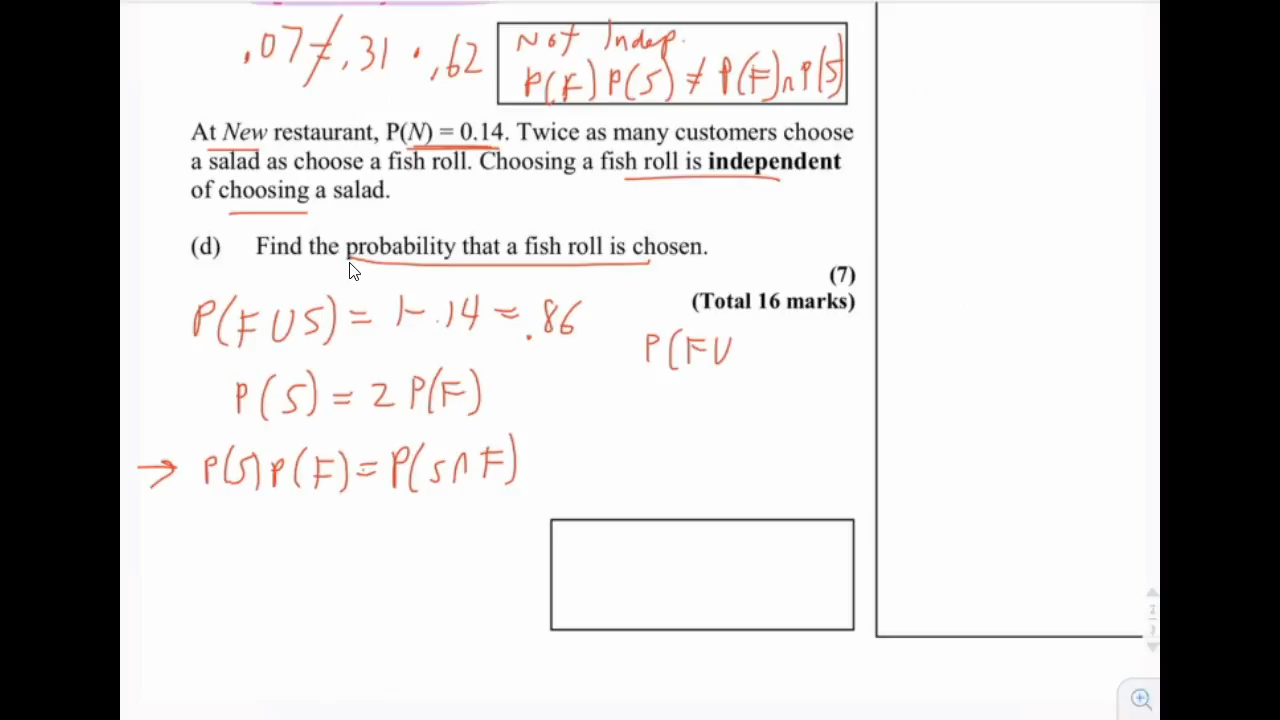 .07 ≠ .31 · .62
Not Indep.
P(F) P(S) ≠ P(F) ∩ P(S)
At New restaurant, P(N) = 0.14. Twice as many customers choose
a salad as choose a fish roll. Choosing a fish roll is independent
of choosing a salad.
(d) Find the probability that a fish roll is chosen.
(7)
(Total 16 marks)
P(F∪S) = 1-.14 = .86
P(F∪
P(S) = 2 P(F)
→ P(S) P(F) = P(S∩F)